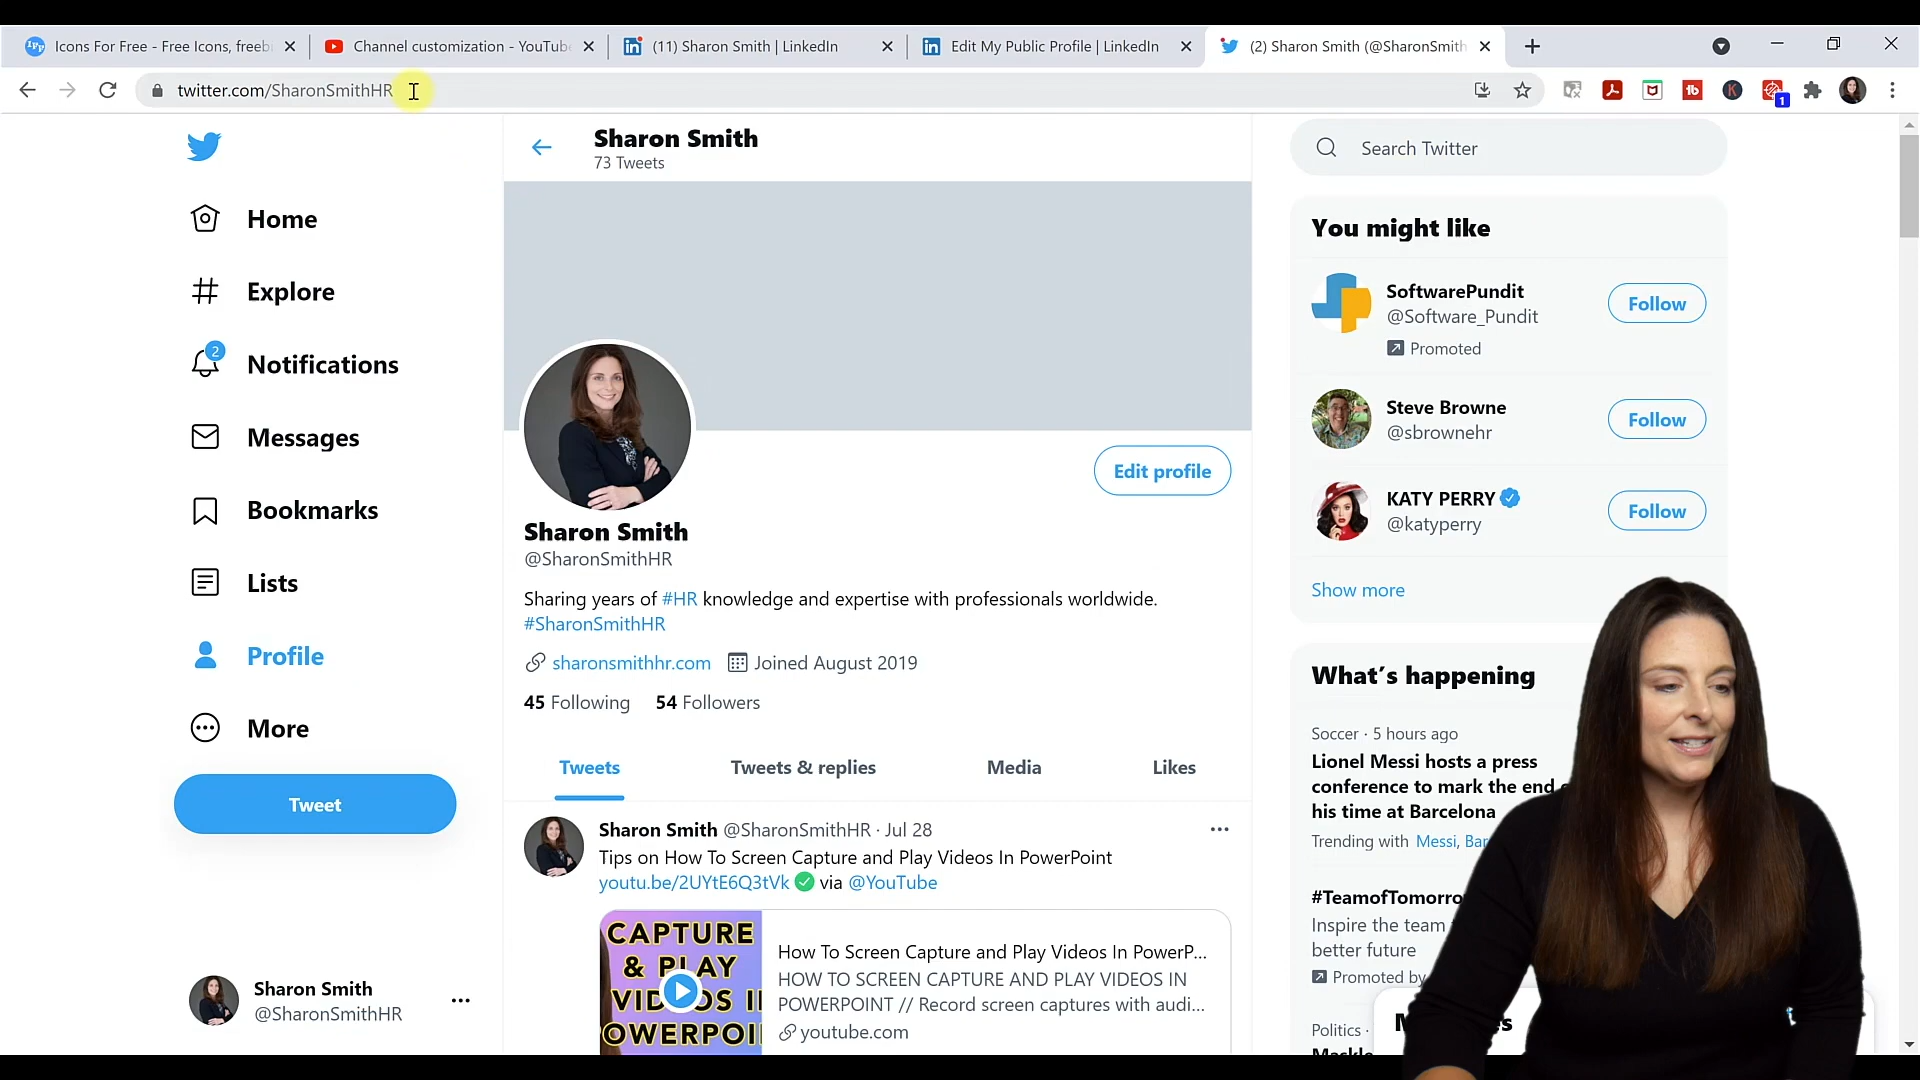 Icons For Free - Free Icons, freeb
Channel customization - YouTube
(11) Sharon Smith | LinkedIn
Edit My Public Profile | LinkedIn
(2) Sharon Smith (@SharonSmith
twitter.com/SharonSmithHR
1
Sharon Smith
73 Tweets
Search Twitter
Home
Explore
2
Notifications
Messages
Bookmarks
Lists
Profile
More
Tweet
Sharon Smith
@SharonSmithHR
Edit profile
Sharon Smith
@SharonSmithHR
Sharing years of #HR knowledge and expertise with professionals worldwide.
#SharonSmithHR
sharonsmithhr.com Joined August 2019
45 Following 54 Followers
Tweets Tweets & replies Media Likes
Sharon Smith @SharonSmithHR · Jul 28
Tips on How To Screen Capture and Play Videos In PowerPoint
youtu.be/2UYtE6Q3tVk ✅ via @YouTube
CAPTURE
& PLAY
VIDEOS I
OWERPOI
How To Screen Capture and Play Videos In PowerP...
HOW TO SCREEN CAPTURE AND PLAY VIDEOS IN
POWERPOINT // Record screen captures with audi...
youtube.com
You might like
SoftwarePundit
@Software_Pundit
Promoted
Follow
Steve Browne
@sbrownehr
Follow
KATY PERRY
@katyperry
Follow
Show more
What's happening
Soccer · 5 hours ago
Lionel Messi hosts a press
conference to mark the end
his time at Barcelona
Trending with Messi, Bar
#TeamofTomorro
Inspire the team
better future
Promoted by
Politics ·